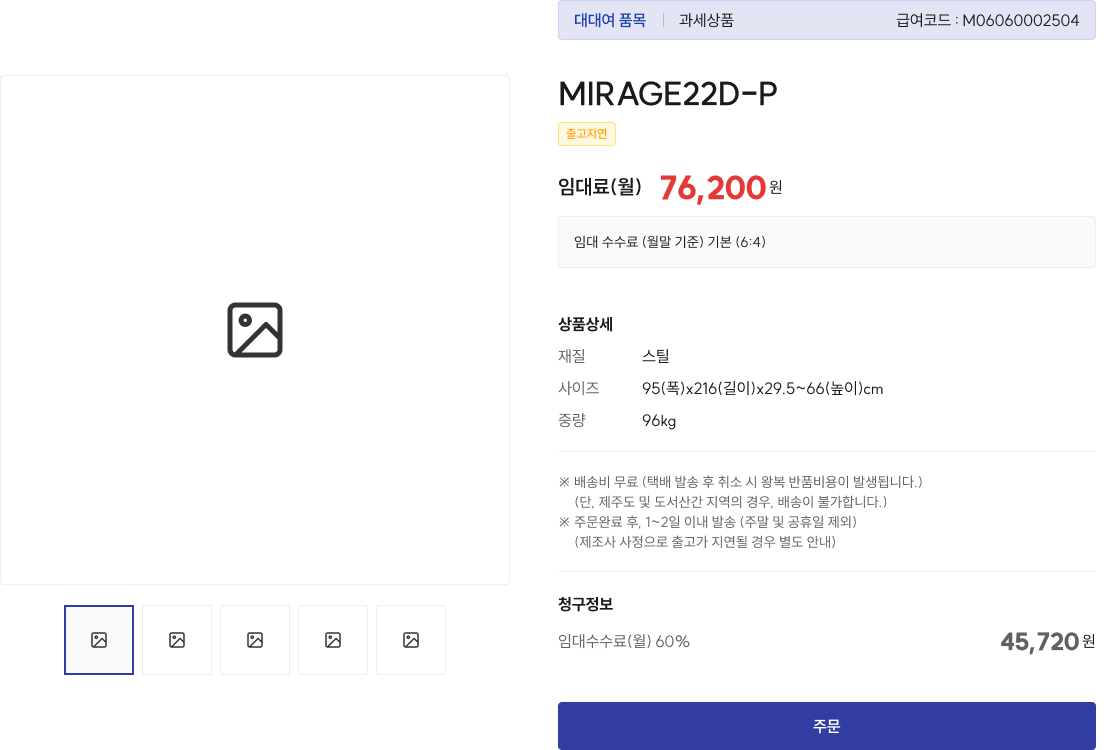 대대여 품목 과세상품 급여코드 : M06060002504
MIRAGE22D-P
출고지연
임대료(월) 76,200원
임대 수수료 (월말 기준) 기본 (6:4)
상품상세
재질 스틸
사이즈 95(폭)x216(길이)x29.5~66(높이)cm
중량 96kg
※ 배송비 무료 (택배 발송 후 취소 시 왕복 반품비용이 발생됩니다.)
(단, 제주도 및 도서산간 지역의 경우, 배송이 불가합니다.)
※ 주문완료 후, 1~2일 이내 발송 (주말 및 공휴일 제외)
(제조사 사정으로 출고가 지연될 경우 별도 안내)
청구정보
임대수수료(월) 60% 45,720원
주문